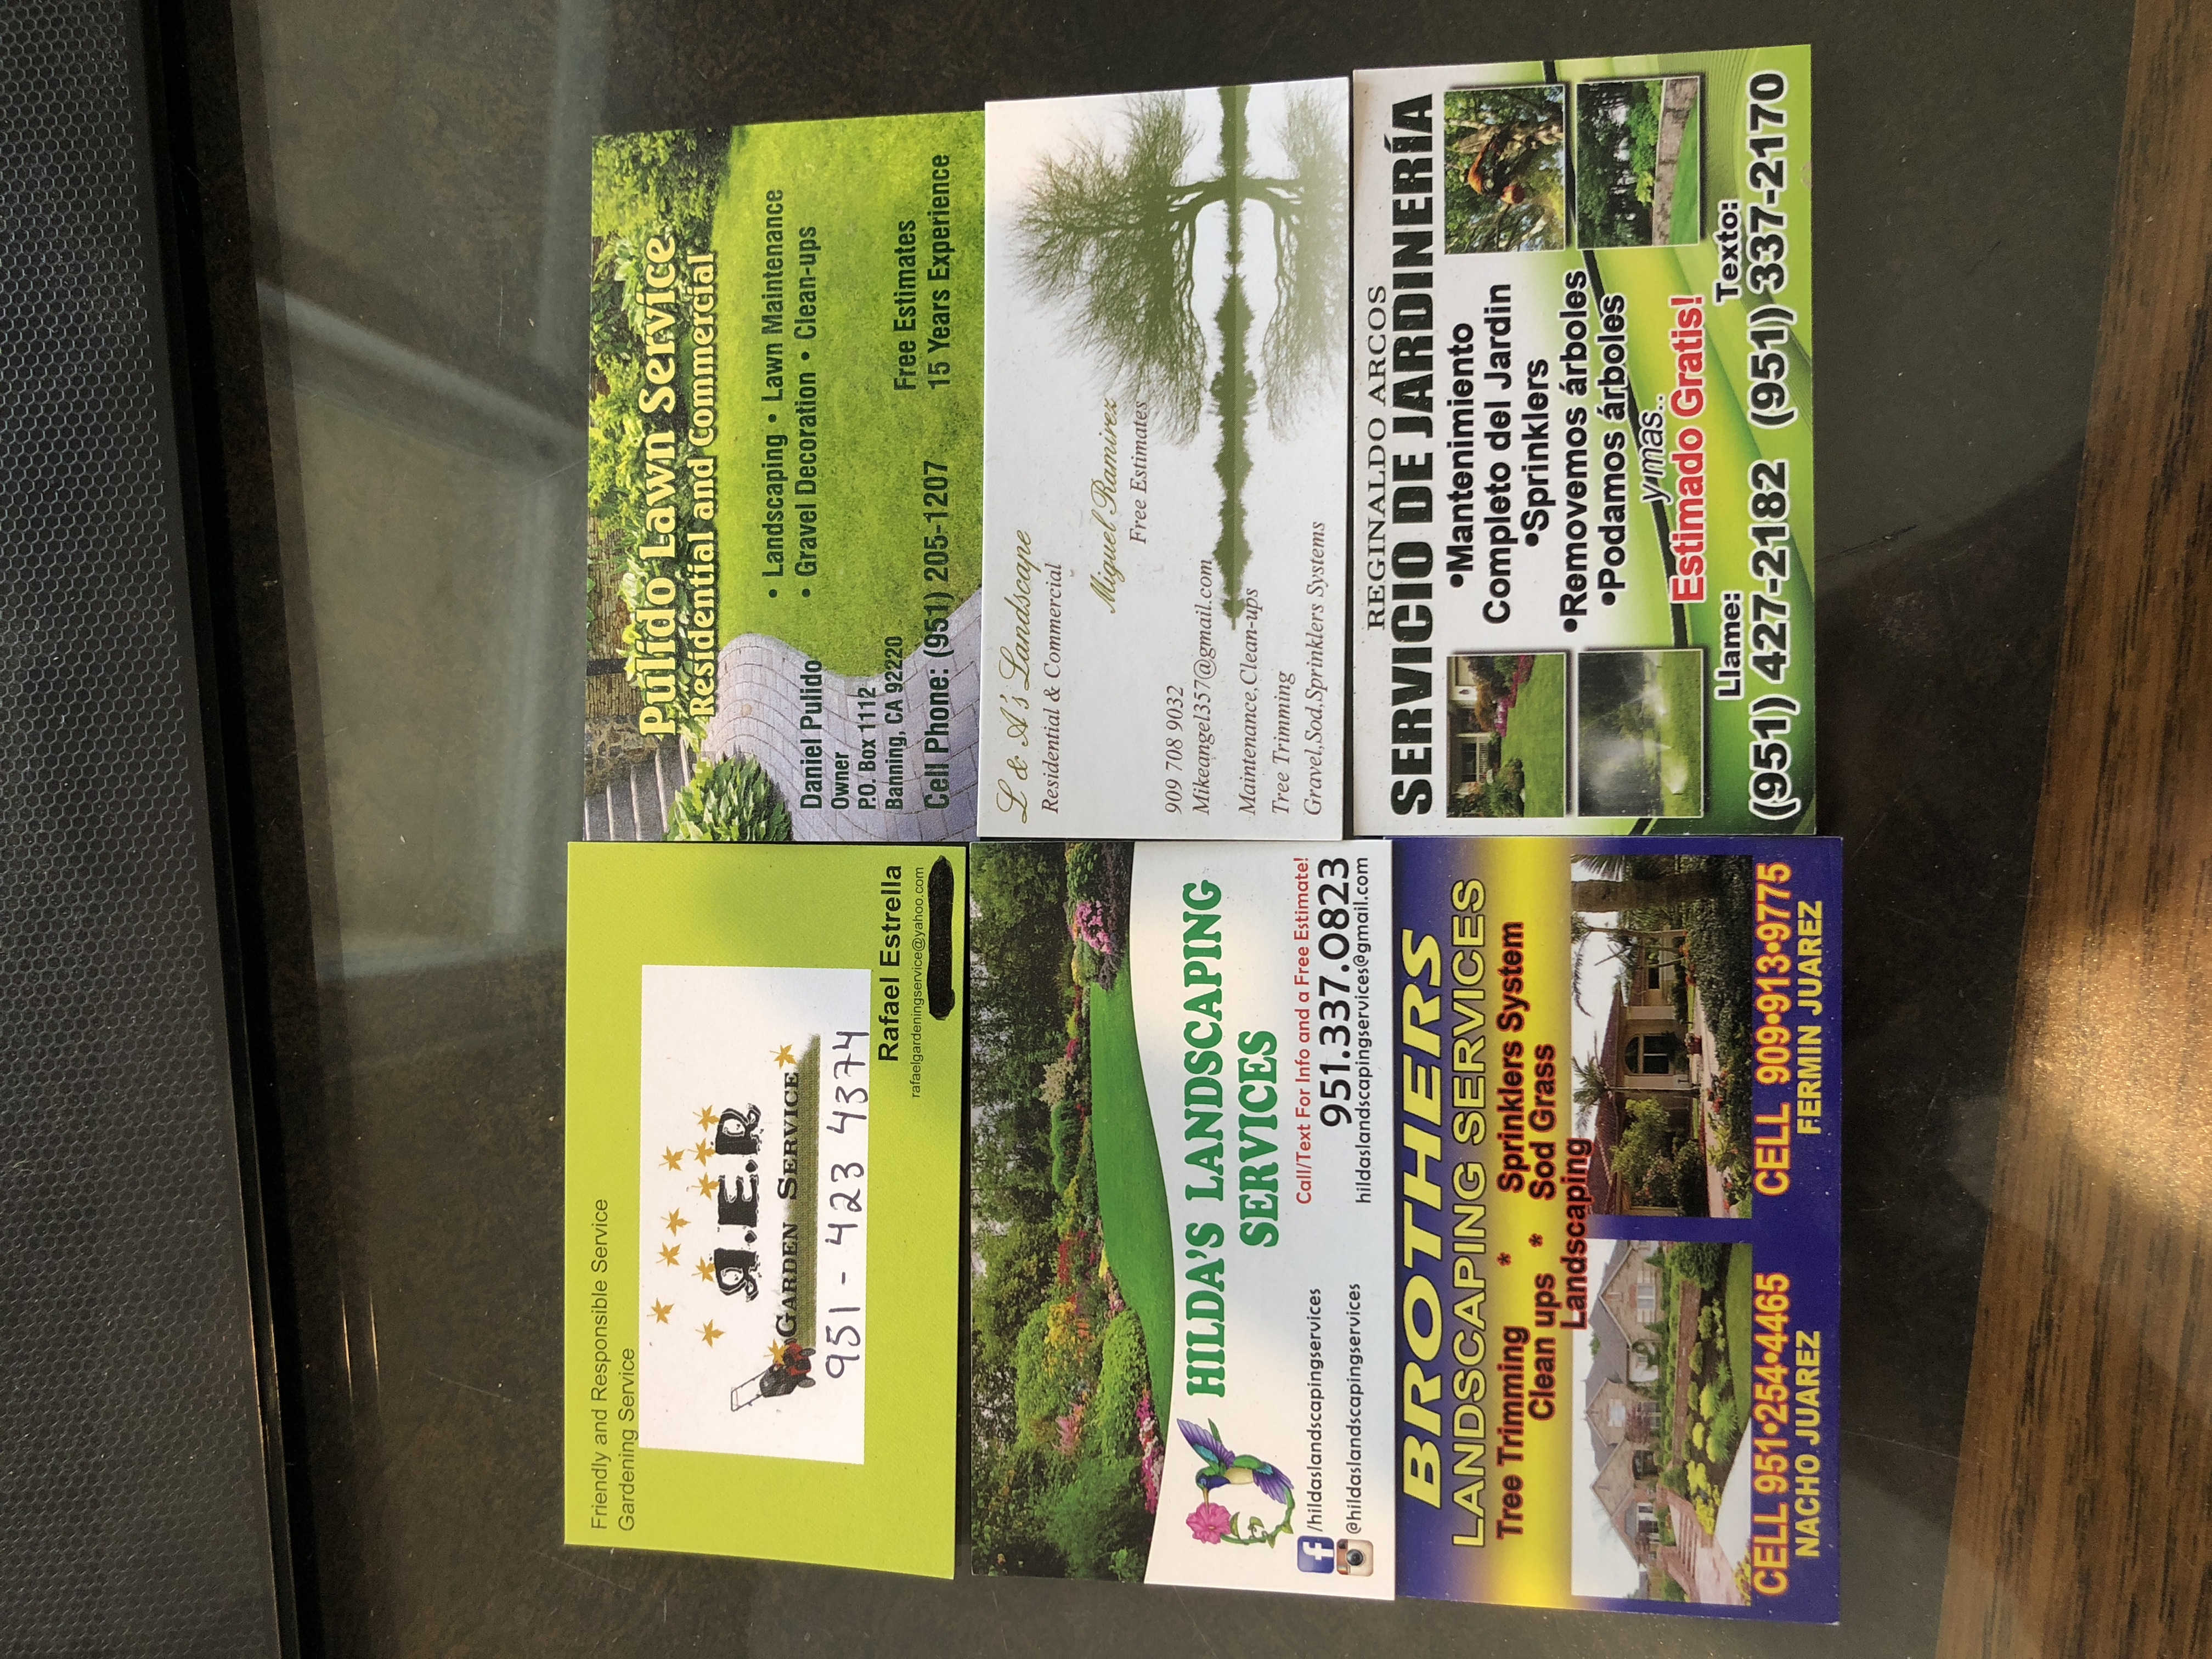 Friendly and Responsible Service
Gardening Service
R.E.R
GARDEN SERVICE
951-423 4374
Rafael Estrella
rafaelgardeningservice@yahoo.com
Pulido Lawn Service
Residential and Commercial
• Landscaping • Lawn Maintenance
• Gravel Decoration • Clean-ups
Daniel Pulido
Owner
P.O. Box 1112
Banning, CA 92220
Cell Phone: (951) 205-1207
Free Estimates
15 Years Experience
HILDA'S LANDSCAPING
SERVICES
/hildaslandscapingservices
@hildaslandscapingservices
Call/Text For Info and a Free Estimate!
951.337.0823
hildaslandscapingservices@gmail.com
L & A's Landscape
Residential & Commercial
Miguel Ramirez
Free Estimates
909 708 9032
Mikeangel357@gmail.com
Maintenance,Clean-ups
Tree Trimming
Gravel,Sod,Sprinklers Systems
BROTHERS
LANDSCAPING SERVICES
Tree Trimming * Sprinklers System
Clean ups * Sod Grass
Landscaping
CELL 951•254•4465
NACHO JUAREZ
CELL 909•913•9775
FERMIN JUAREZ
REGINALDO ARCOS
SERVICIO DE JARDINERÍA
•Mantenimiento
Completo del Jardin
•Sprinklers
•Removemos árboles
•Podamos árboles
y mas..
Estimado Gratis!
Llame:
(951) 427-2182
Texto:
(951) 337-2170